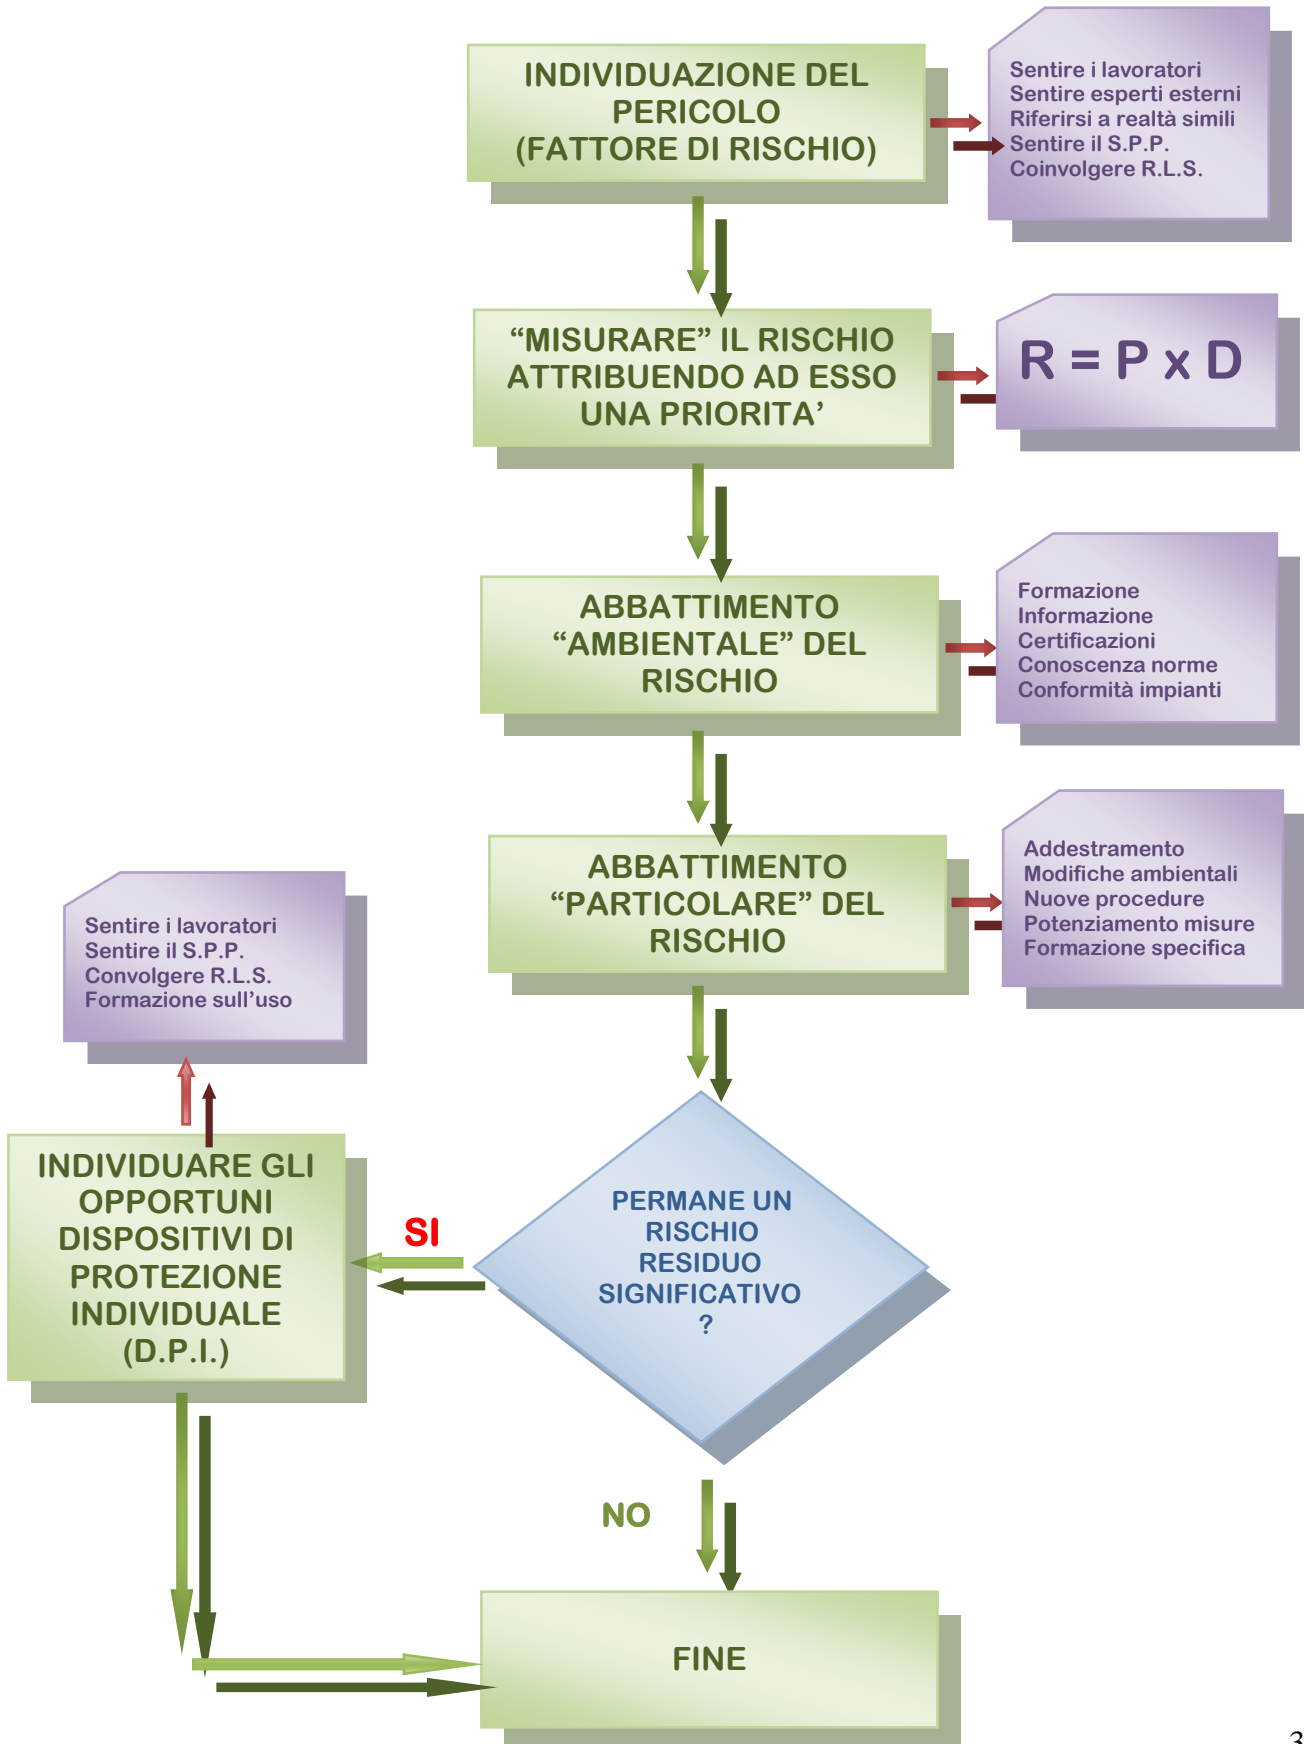 INDIVIDUAZIONE DEL
PERICOLO
(FATTORE DI RISCHIO)
Sentire i lavoratori
Sentire esperti esterni
Riferirsi a realtà simili
Sentire il S.P.P.
Coinvolgere R.L.S.
“MISURARE” IL RISCHIO
ATTRIBUENDO AD ESSO
UNA PRIORITA’
R = P x D
ABBATTIMENTO
“AMBIENTALE” DEL
RISCHIO
Formazione
Informazione
Certificazioni
Conoscenza norme
Conformità impianti
ABBATTIMENTO
“PARTICOLARE” DEL
RISCHIO
Addestramento
Modifiche ambientali
Nuove procedure
Potenziamento misure
Formazione specifica
Sentire i lavoratori
Sentire il S.P.P.
Convolgere R.L.S.
Formazione sull’uso
INDIVIDUARE GLI
OPPORTUNI
DISPOSITIVI DI
PROTEZIONE
INDIVIDUALE
(D.P.I.)
SI
PERMANE UN
RISCHIO
RESIDUO
SIGNIFICATIVO
?
NO
FINE
3